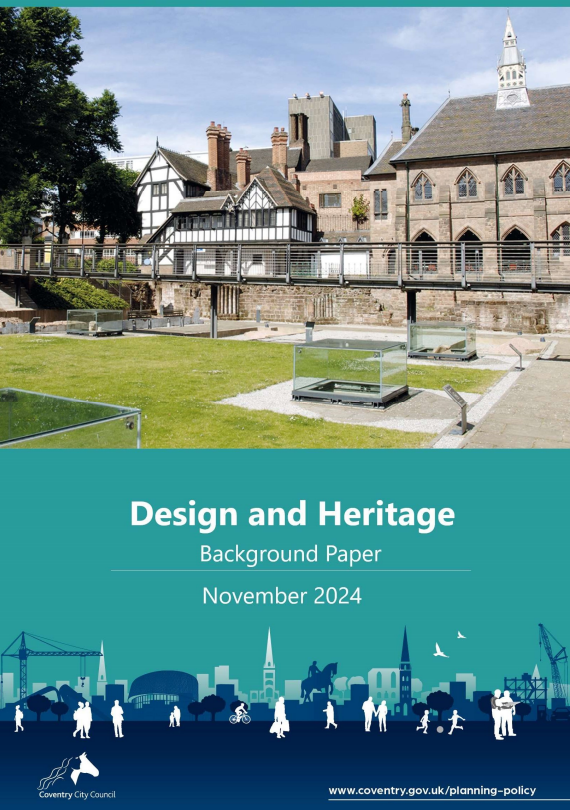 Design and Heritage
Background Paper
November 2024
Coventry City Council
www.coventry.gov.uk/planning-policy